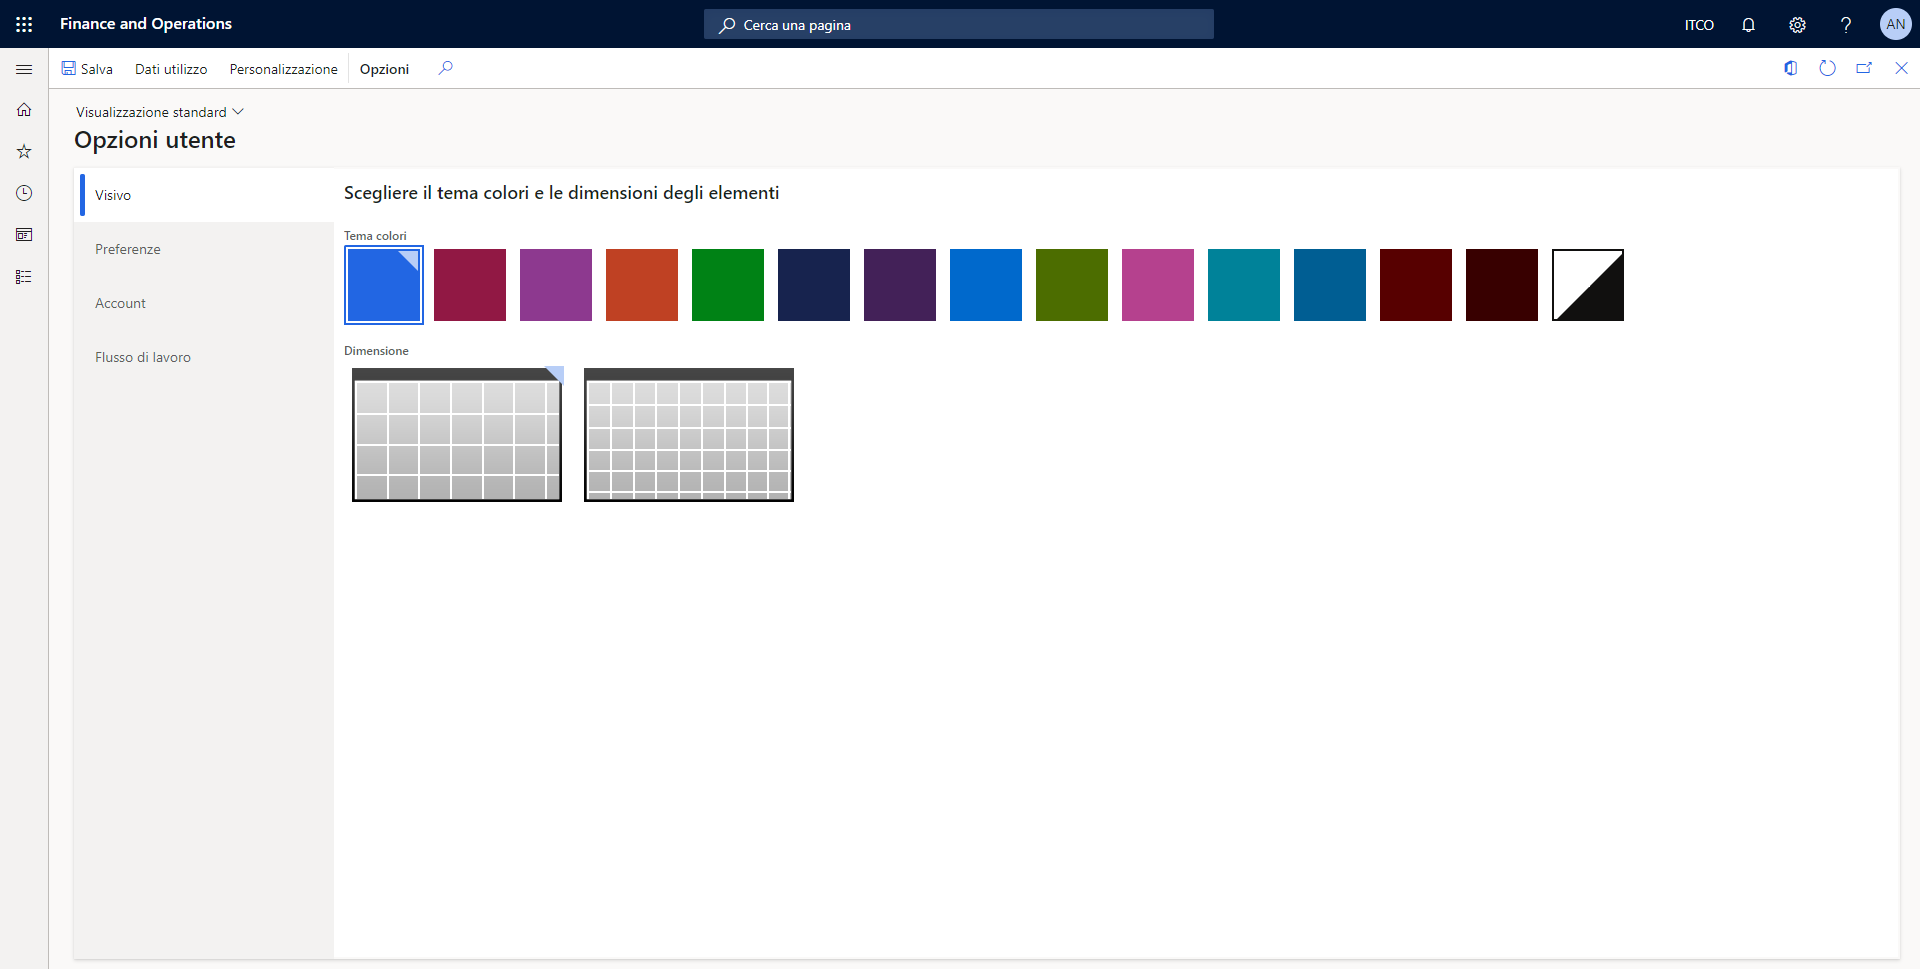 Finance and Operations
Cerca una pagina
ITCO
AN
Salva
Dati utilizzo
Personalizzazione
Opzioni
Visualizzazione standard
Opzioni utente
Visivo
Preferenze
Account
Flusso di lavoro
Scegliere il tema colori e le dimensioni degli elementi
Tema colori
Dimensione